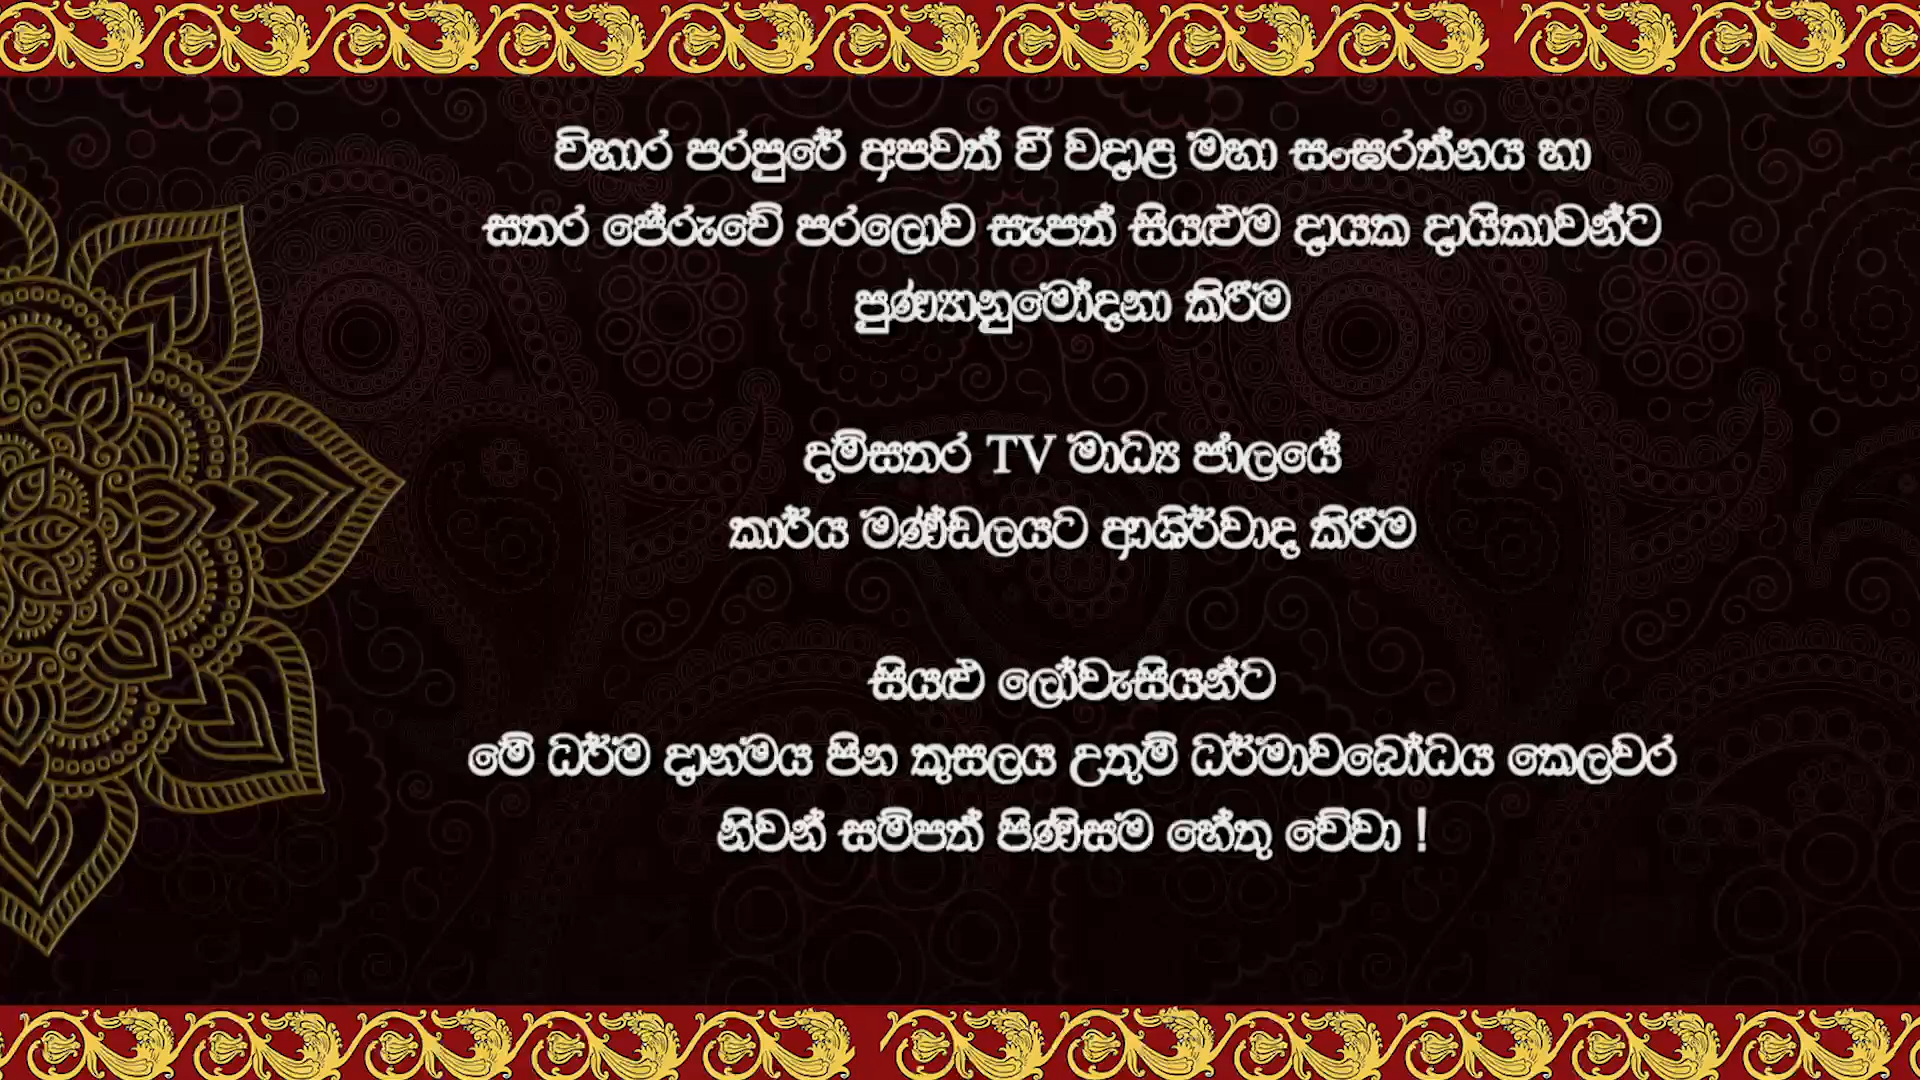 විහාර පරපුරේ අපවත් වී වදාළ මහා සංඝරත්නය හා
සතර පේරුවේ පරලොව සැපත් සියළුම දායක දායිකාවන්ට
පුණ්‍යානුමෝදනා කිරීම
දම්සතර TV මාධ්‍ය ජාලයේ
කාර්ය මණ්ඩලයට ආශිර්වාද කිරීම
සියළු ලෝවැසියන්ට
මේ ධර්ම දානමය පින කුසලය උතුම් ධර්මාවබෝධය කෙලවර
නිවන් සම්පත් පිණිසම හේතු වේවා !